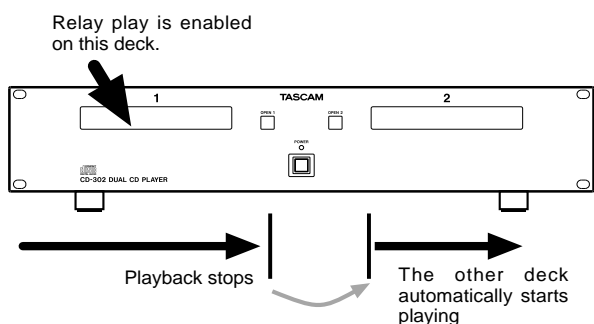 Relay play is enabled
on this deck.
1
TASCAM
2
OPEN 1
OPEN 2
POWER
CD-302 DUAL CD PLAYER
Playback stops
The other deck
automatically starts
playing